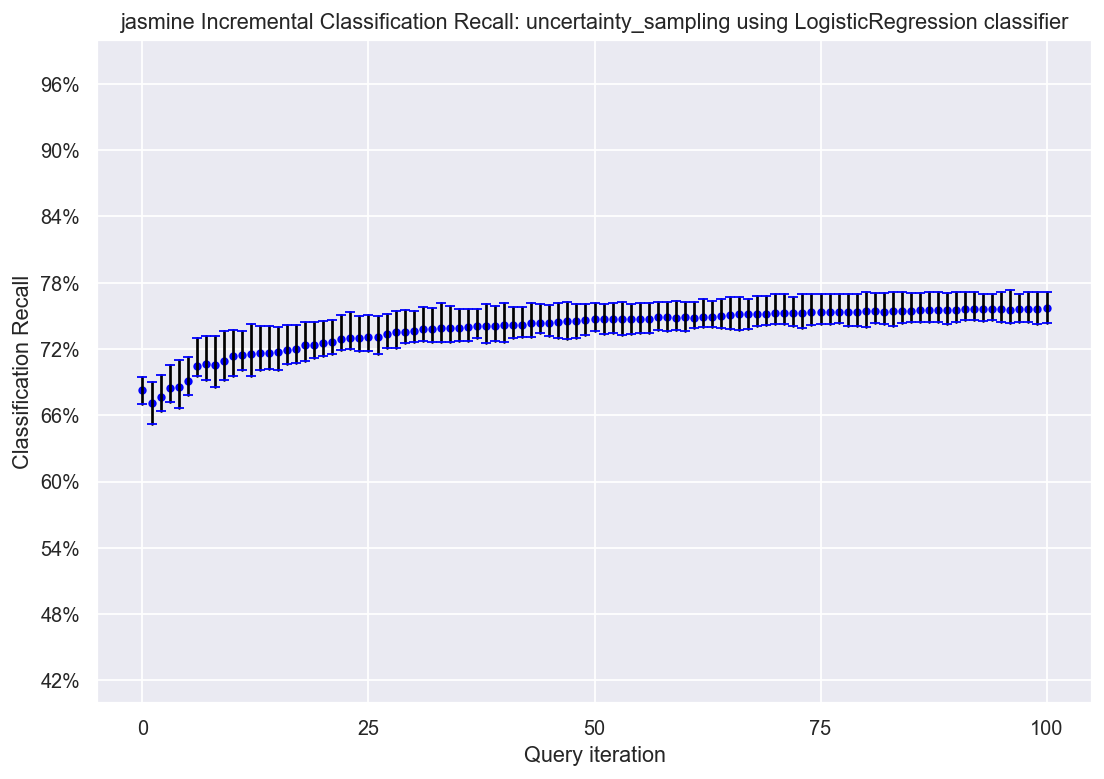 jasmine Incremental Classification Recall: uncertainty_sampling using LogisticRegression classifier
96%
90%
84%
78%
72%
66%
60%
54%
48%
42%
Classification Recall
0 25 50 75 100
Query iteration